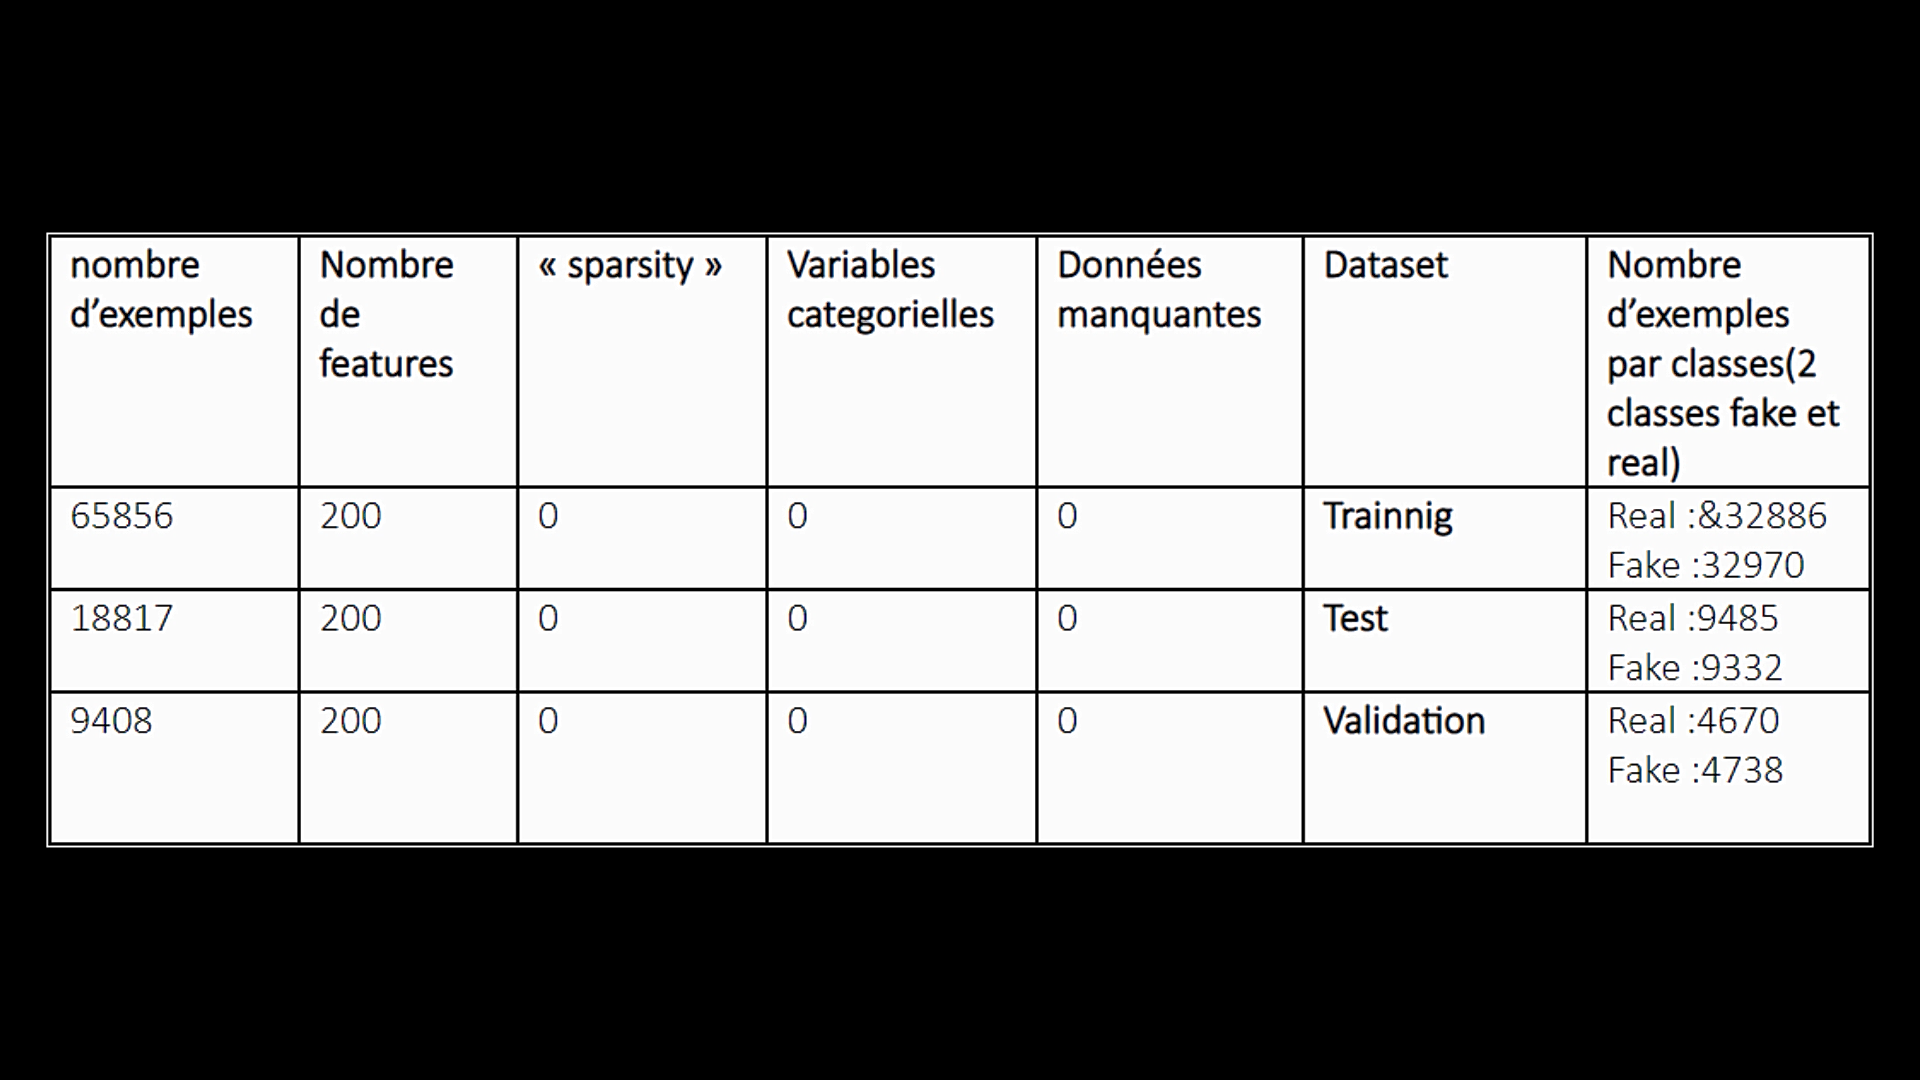 nombre d’exemples
Nombre de features
« sparsity »
Variables categorielles
Données manquantes
Dataset
Nombre d’exemples par classes(2 classes fake et real)
65856
200
0
0
0
Trainnig
Real :&32886
Fake :32970
18817
200
0
0
0
Test
Real :9485
Fake :9332
9408
200
0
0
0
Validation
Real :4670
Fake :4738